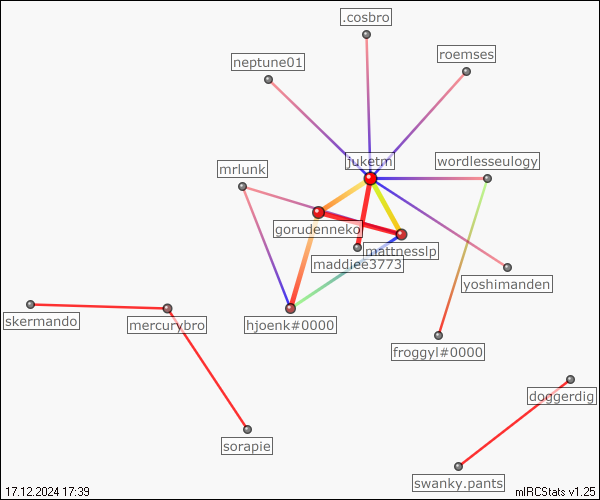 .cosbro
roemses
neptune01
juketm
wordlesseulogy
mrlunk
gorudenneko
mattnesslp
maddiee3773
yoshimanden
skermando
mercurybro
hjoenk#0000
froggyl#0000
doggerdig
sorapie
swanky.pants
17.12.2024 17:39
mIRCStats v1.25